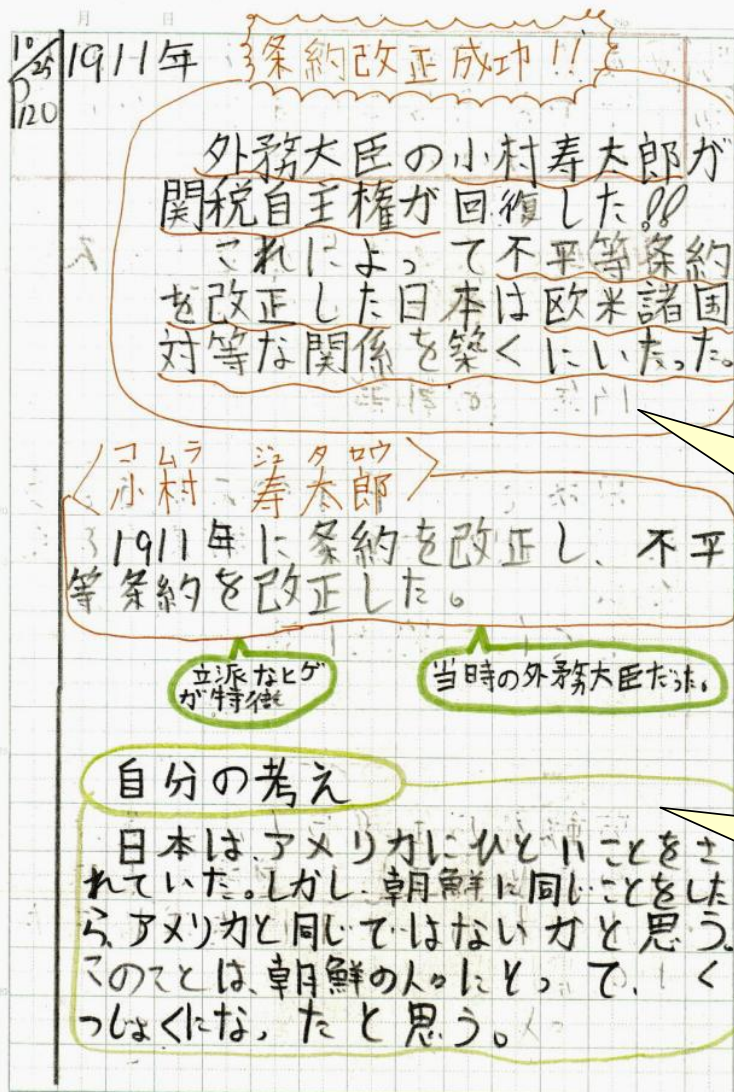 月 日
10/25
p120
1911年 条約改正成功!!
外務大臣の小村寿太郎が
関税自主権が回復した!!
これによって不平等条約
を改正した日本は欧米諸国
対等な関係を築くにいたった。
〈コムラ ジュタロウ〉
小村 寿太郎
1911年に条約を改正し、不平
等条約を改正した。
立派なヒゲ
が特徴
当時の外務大臣だった。
自分の考え
日本は、アメリカにひどいことをさ
れていた。しかし、朝鮮に同じことをした
ら、アメリカと同じではないかと思う。
このことは、朝鮮の人々にとって、く
つじょくになったと思う。